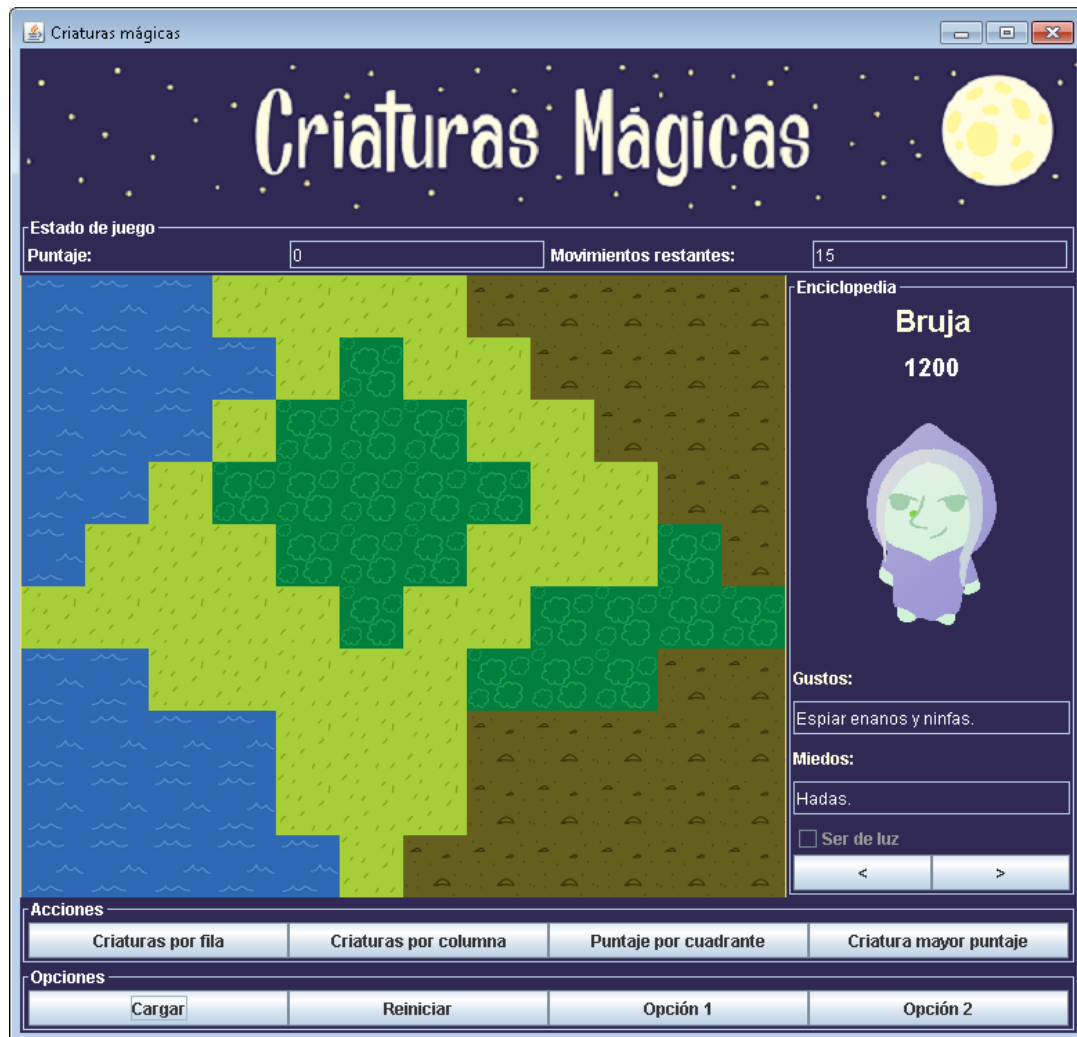 Criaturas mágicas
Criaturas Mágicas
Estado de juego
Puntaje: 0 Movimientos restantes: 15
Enciclopedia
Bruja
1200
Gustos:
Espiar enanos y ninfas.
Miedos:
Hadas.
Ser de luz
< >
Acciones
Criaturas por fila Criaturas por columna Puntaje por cuadrante Criatura mayor puntaje
Opciones
Cargar Reiniciar Opción 1 Opción 2